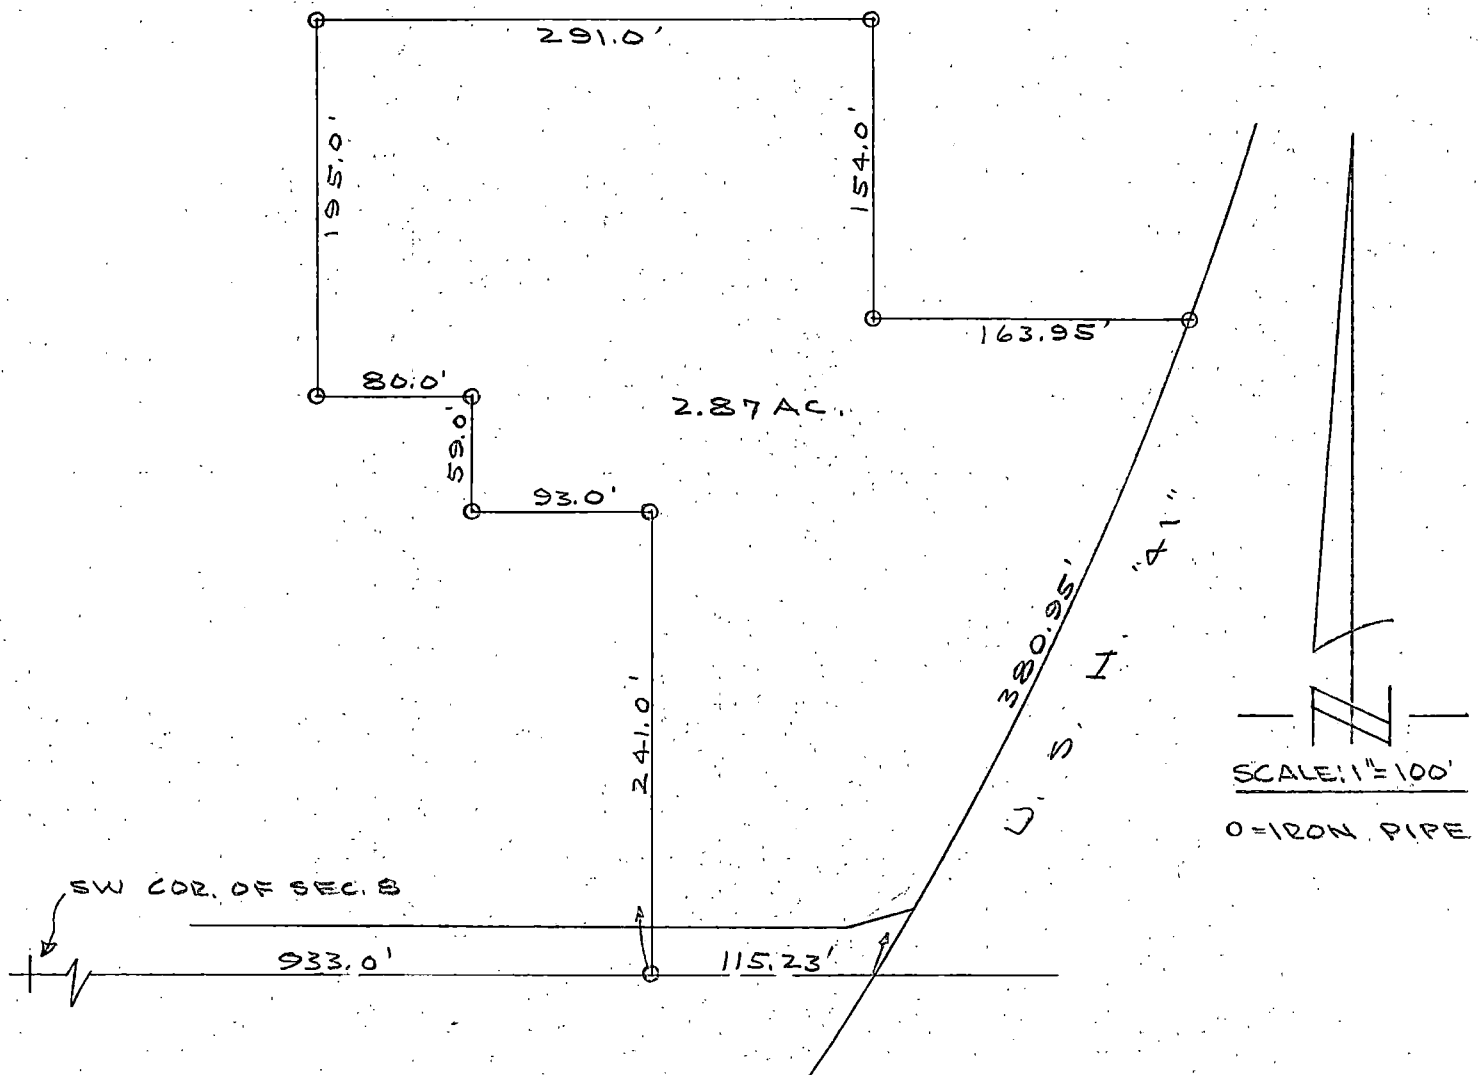 291.0'
195.0'
154.0'
163.95'
80.0'
59.0'
2.87 AC.
93.0'
241.0'
380.95'
U. S. I. "41"
SCALE: 1"=100'
O=IRON PIPE
SW COR. OF SEC. 8
933.0'
115.23'
N